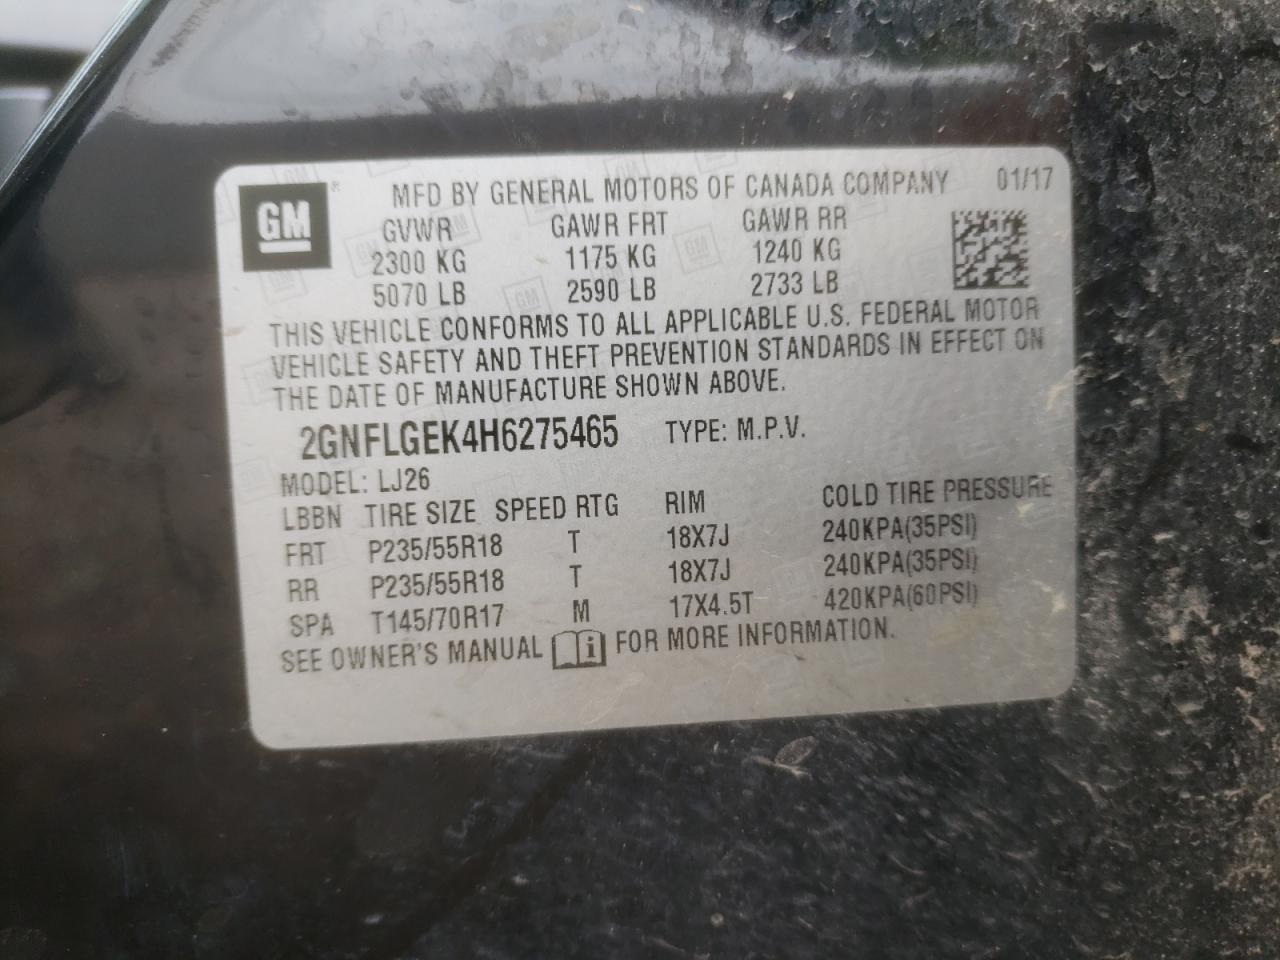 GM ® MFD BY GENERAL MOTORS OF CANADA COMPANY 01/17
GVWR GAWR FRT GAWR RR
2300 KG 1175 KG 1240 KG
5070 LB 2590 LB 2733 LB
THIS VEHICLE CONFORMS TO ALL APPLICABLE U.S. FEDERAL MOTOR
VEHICLE SAFETY AND THEFT PREVENTION STANDARDS IN EFFECT ON
THE DATE OF MANUFACTURE SHOWN ABOVE.
2GNFLGEK4H6275465 TYPE: M.P.V.
MODEL: LJ26
LBBN TIRE SIZE SPEED RTG RIM COLD TIRE PRESSURE
FRT P235/55R18 T 18X7J 240KPA(35PSI)
RR P235/55R18 T 18X7J 240KPA(35PSI)
SPA T145/70R17 M 17X4.5T 420KPA(60PSI)
SEE OWNER'S MANUAL i FOR MORE INFORMATION.